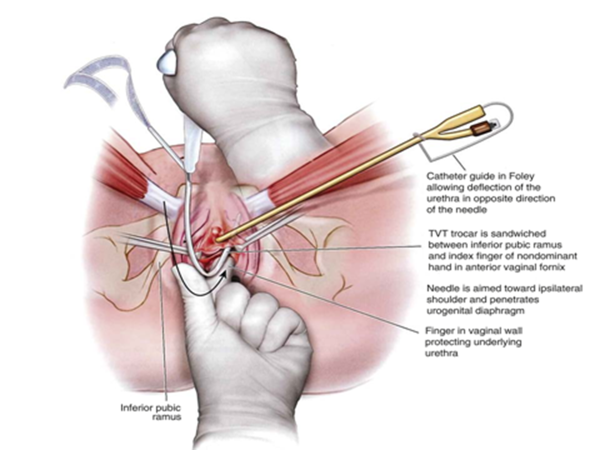 Catheter guide in Foley
allowing deflection of the
urethra in opposite direction
of the needle
TVT trocar is sandwiched
between inferior pubic ramus
and index finger of nondominant
hand in anterior vaginal fornix
Needle is aimed toward ipsilateral
shoulder and penetrates
urogenital diaphragm
Finger in vaginal wall
protecting underlying
urethra
Inferior pubic
ramus